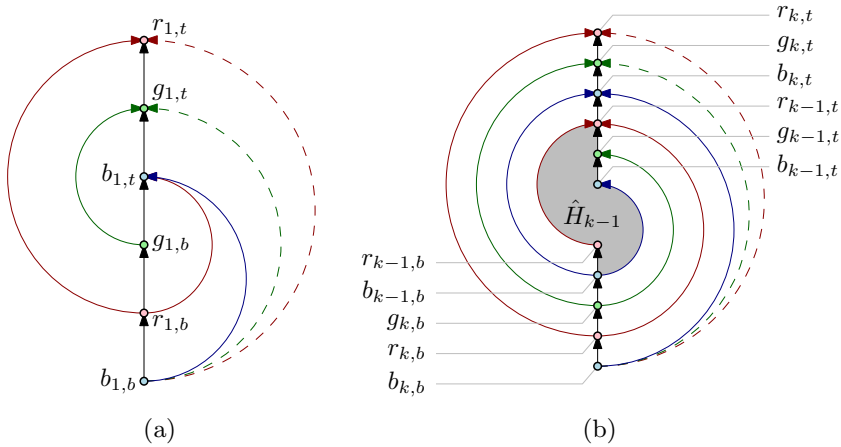 r_{1,t}
g_{1,t}
b_{1,t}
g_{1,b}
r_{1,b}
b_{1,b}
(a)
r_{k,t}
g_{k,t}
b_{k,t}
r_{k−1,t}
g_{k−1,t}
b_{k−1,t}
Ĥ_{k−1}
r_{k−1,b}
b_{k−1,b}
g_{k,b}
r_{k,b}
b_{k,b}
(b)